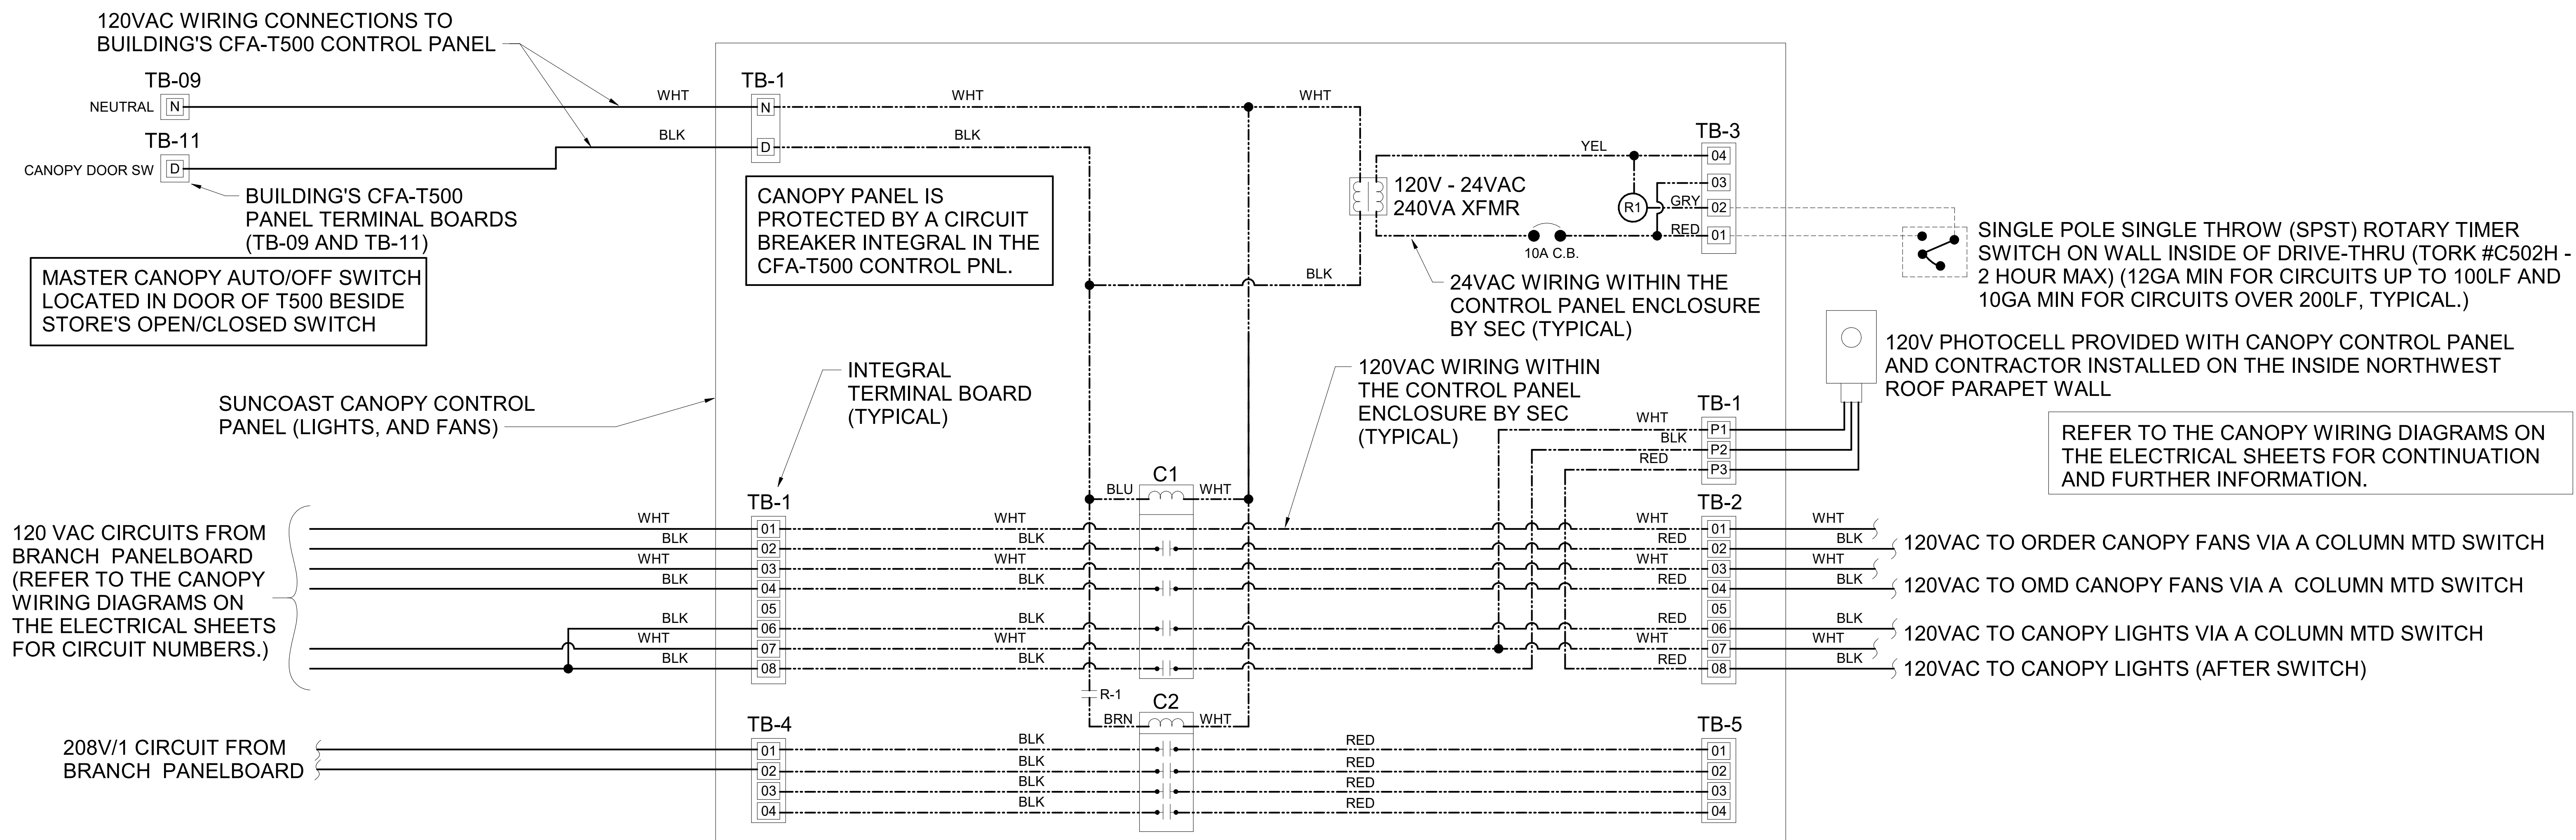 120VAC WIRING CONNECTIONS TO
BUILDING'S CFA-T500 CONTROL PANEL
TB-09
NEUTRAL
N
WHT
TB-11
CANOPY DOOR SW
D
BLK
BUILDING'S CFA-T500
PANEL TERMINAL BOARDS
(TB-09 AND TB-11)
MASTER CANOPY AUTO/OFF SWITCH
LOCATED IN DOOR OF T500 BESIDE
STORE'S OPEN/CLOSED SWITCH
TB-1
N
D
WHT
WHT
BLK
CANOPY PANEL IS
PROTECTED BY A CIRCUIT
BREAKER INTEGRAL IN THE
CFA-T500 CONTROL PNL.
BLK
120V - 24VAC
240VA XFMR
YEL
R1
GRY
RED
10A C.B.
TB-3
04
03
02
01
24VAC WIRING WITHIN THE
CONTROL PANEL ENCLOSURE
BY SEC (TYPICAL)
SINGLE POLE SINGLE THROW (SPST) ROTARY TIMER
SWITCH ON WALL INSIDE OF DRIVE-THRU (TORK #C502H -
2 HOUR MAX) (12GA MIN FOR CIRCUITS UP TO 100LF AND
10GA MIN FOR CIRCUITS OVER 200LF, TYPICAL.)
120V PHOTOCELL PROVIDED WITH CANOPY CONTROL PANEL
AND CONTRACTOR INSTALLED ON THE INSIDE NORTHWEST
ROOF PARAPET WALL
REFER TO THE CANOPY WIRING DIAGRAMS ON
THE ELECTRICAL SHEETS FOR CONTINUATION
AND FURTHER INFORMATION.
SUNCOAST CANOPY CONTROL
PANEL (LIGHTS, AND FANS)
INTEGRAL
TERMINAL BOARD
(TYPICAL)
120VAC WIRING WITHIN
THE CONTROL PANEL
ENCLOSURE BY SEC
(TYPICAL)
TB-1
WHT
P1
BLK
P2
RED
P3
120 VAC CIRCUITS FROM
BRANCH PANELBOARD
(REFER TO THE CANOPY
WIRING DIAGRAMS ON
THE ELECTRICAL SHEETS
FOR CIRCUIT NUMBERS.)
WHT
BLK
WHT
BLK
BLK
WHT
BLK
TB-1
01
02
03
04
05
06
07
08
WHT
BLK
WHT
BLK
BLK
WHT
BLK
C1
BLU
WHT
R-1
WHT
RED
WHT
RED
RED
WHT
RED
TB-2
01
02
03
04
05
06
07
08
WHT
BLK
WHT
BLK
BLK
WHT
BLK
120VAC TO ORDER CANOPY FANS VIA A COLUMN MTD SWITCH
120VAC TO OMD CANOPY FANS VIA A COLUMN MTD SWITCH
120VAC TO CANOPY LIGHTS VIA A COLUMN MTD SWITCH
120VAC TO CANOPY LIGHTS (AFTER SWITCH)
208V/1 CIRCUIT FROM
BRANCH PANELBOARD
TB-4
01
02
03
04
BLK
BLK
BLK
BLK
C2
BRN
WHT
RED
RED
RED
RED
TB-5
01
02
03
04